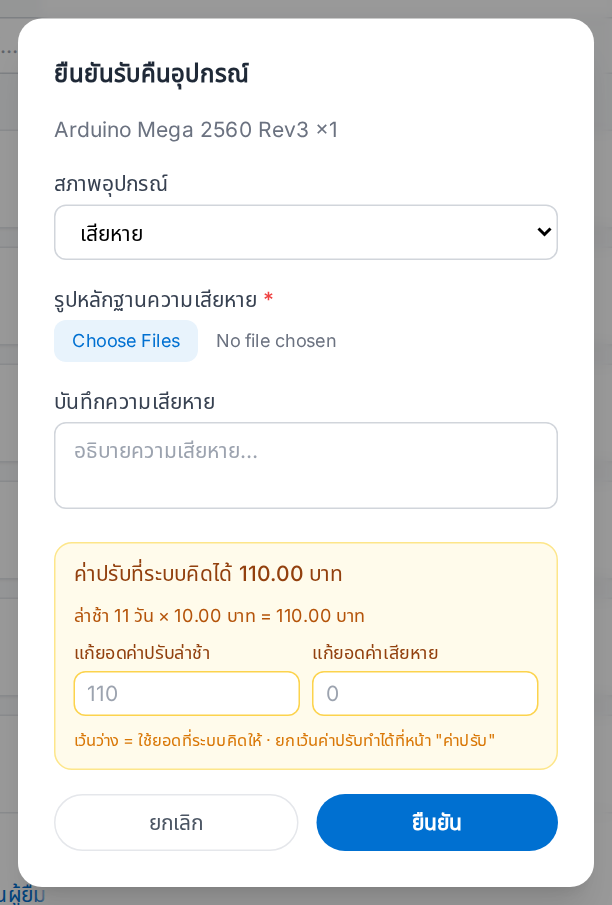 ยืนยันรับคืนอุปกรณ์
Arduino Mega 2560 Rev3 ×1
สภาพอุปกรณ์
เสียหาย
รูปหลักฐานความเสียหาย *
Choose Files No file chosen
บันทึกความเสียหาย
อธิบายความเสียหาย...
ค่าปรับที่ระบบคิดได้ 110.00 บาท
ล่าช้า 11 วัน × 10.00 บาท = 110.00 บาท
แก้ยอดค่าปรับล่าช้า แก้ยอดค่าเสียหาย
110 0
เว้นว่าง = ใช้ยอดที่ระบบคิดให้ · ยกเว้นค่าปรับทำได้ที่หน้า "ค่าปรับ"
ยกเลิก ยืนยัน